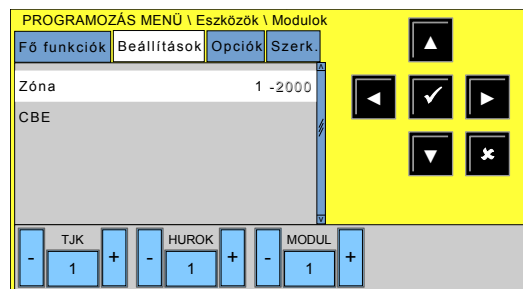 PROGRAMOZÁS MENÜ \ Eszközök \ Modulok
Fő funkciók Beállítások Opciók Szerk.
Zóna 1 -2000
CBE
TJK HUROK MODUL
- 1 + - 1 + - 1 +